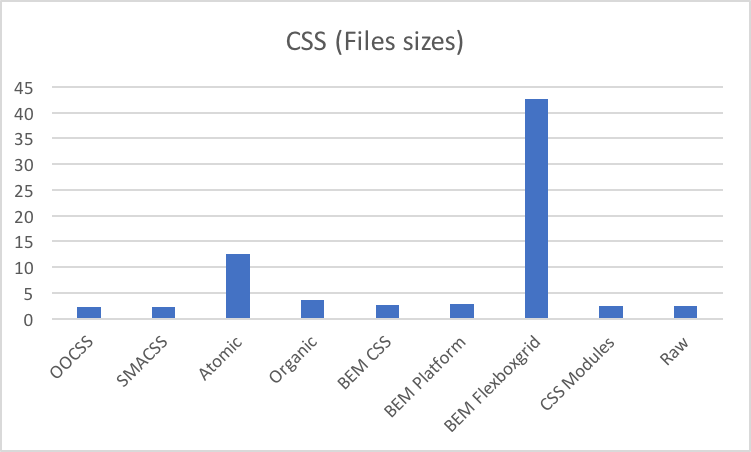 CSS (Files sizes)
45
40
35
30
25
20
15
10
5
0
OOCSS
SMACSS
Atomic
Organic
BEM CSS
BEM Platform
BEM Flexboxgrid
CSS Modules
Raw